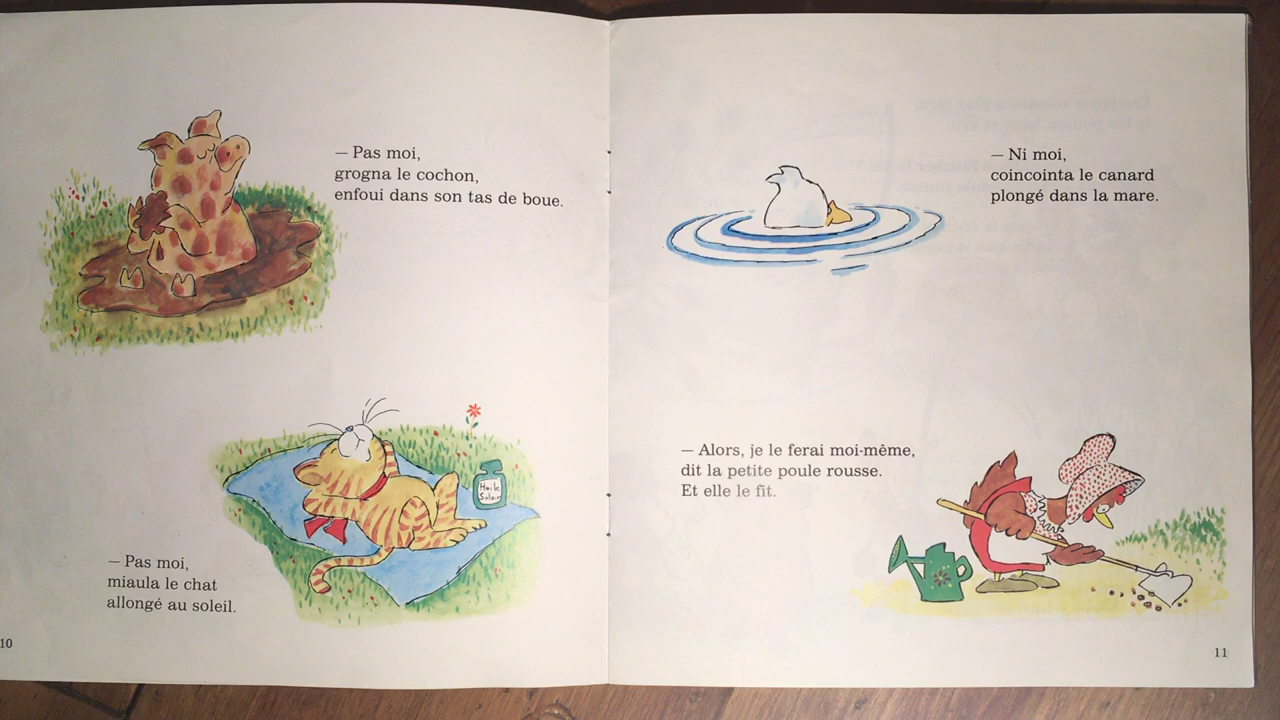 — Pas moi,
grogna le cochon,
enfoui dans son tas de boue.
Huile
Solaire
— Pas moi,
miaula le chat
allongé au soleil.
10
— Ni moi,
coincointa le canard
plongé dans la mare.
— Alors, je le ferai moi-même,
dit la petite poule rousse.
Et elle le fit.
11